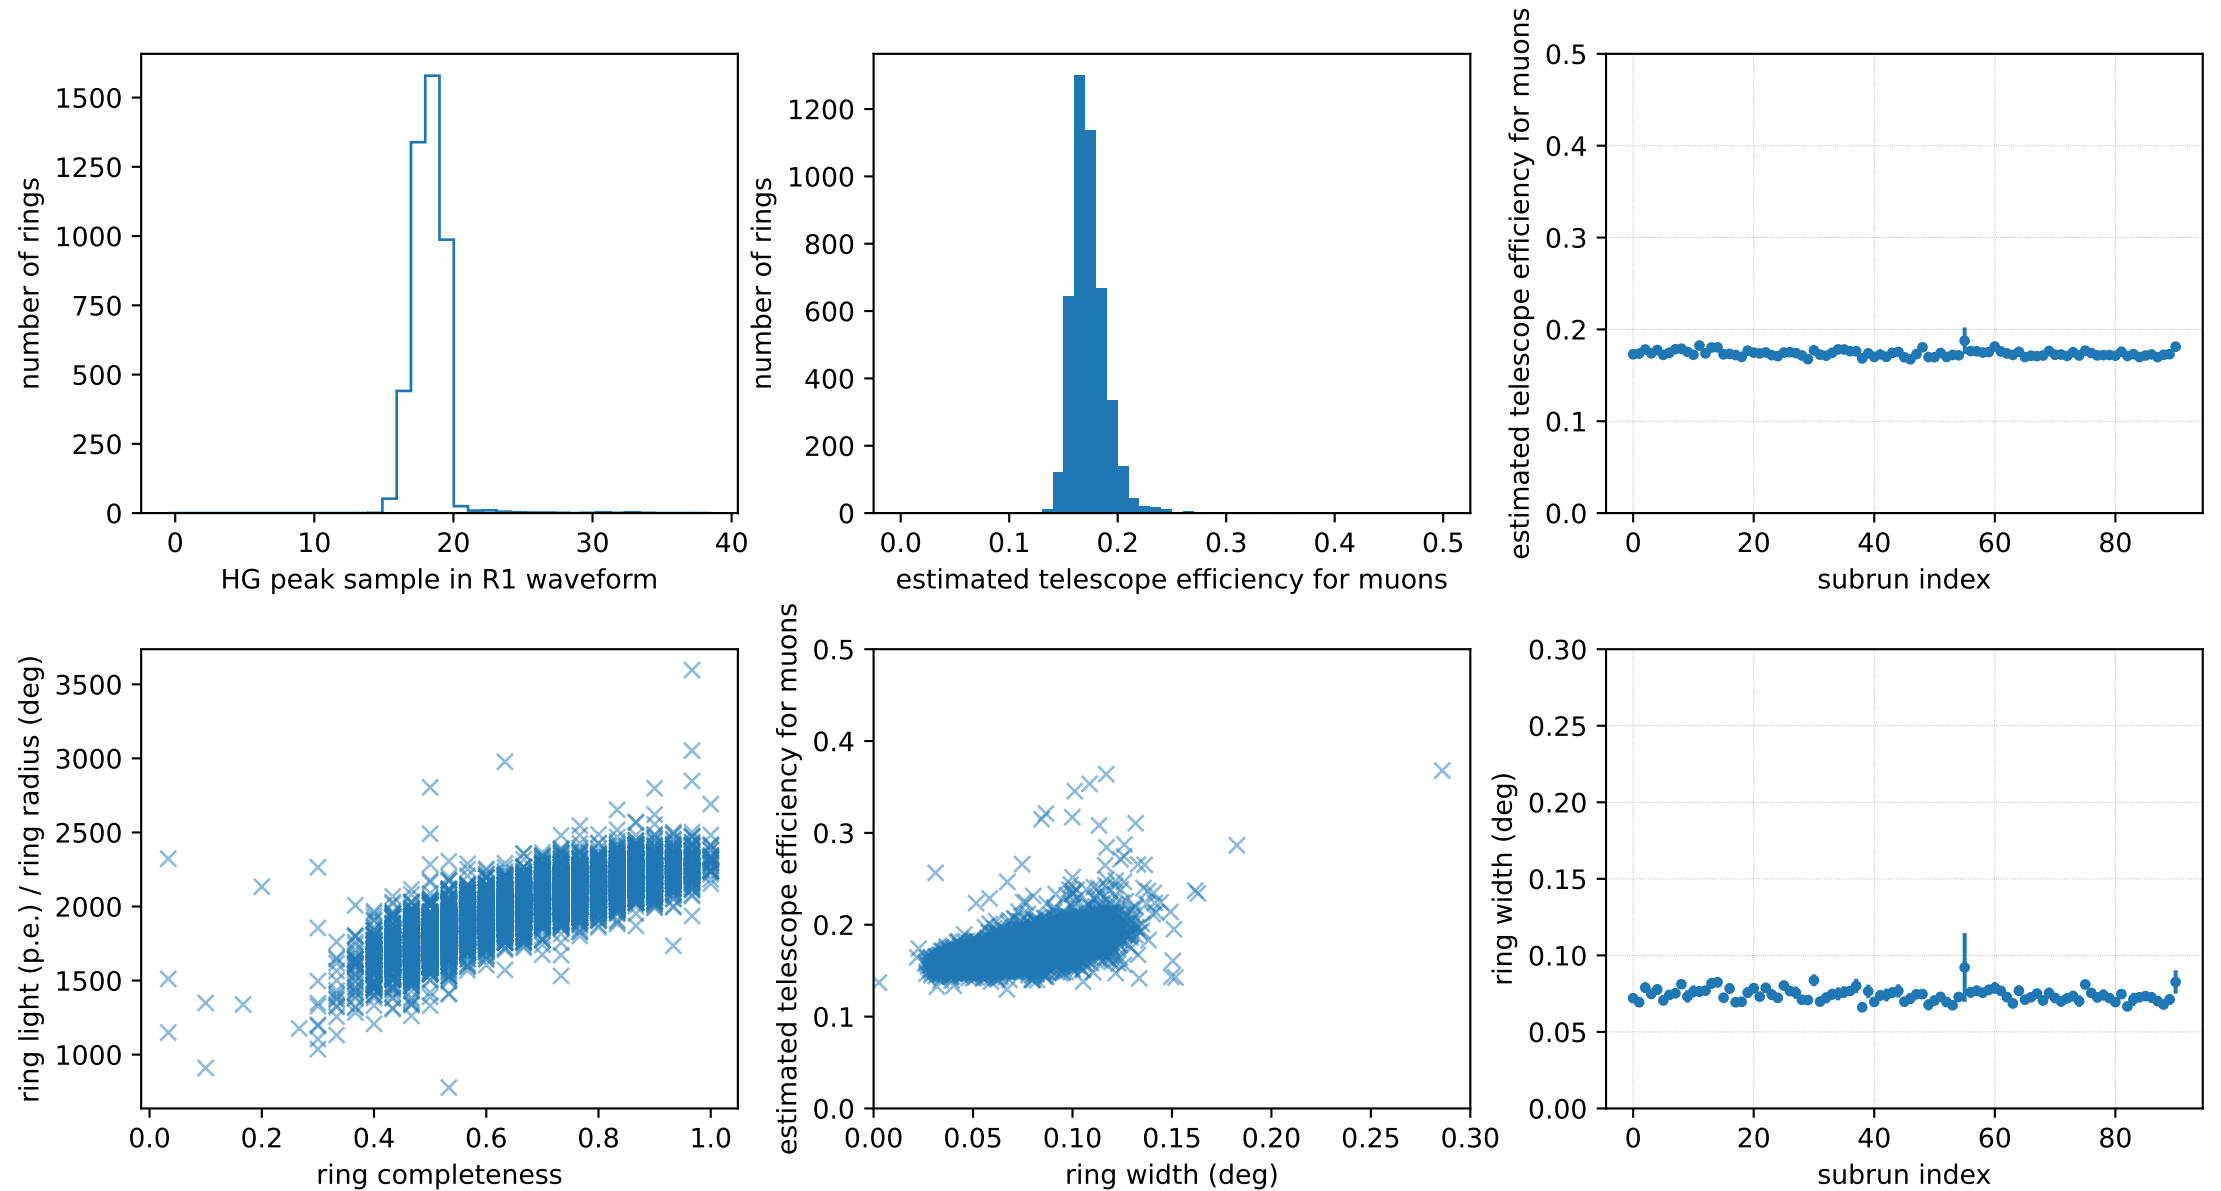 number of rings
1500
1250
1000
750
500
250
0
0 10 20 30 40
HG peak sample in R1 waveform
number of rings
1200
1000
800
600
400
200
0
0.0 0.1 0.2 0.3 0.4 0.5
estimated telescope efficiency for muons
estimated telescope efficiency for muons
0.5
0.4
0.3
0.2
0.1
0.0
0 20 40 60 80
subrun index
ring light (p.e.) / ring radius (deg)
3500
3000
2500
2000
1500
1000
0.0 0.2 0.4 0.6 0.8 1.0
ring completeness
estimated telescope efficiency for muons
0.5
0.4
0.3
0.2
0.1
0.0
0.00 0.05 0.10 0.15 0.20 0.25 0.30
ring width (deg)
ring width (deg)
0.30
0.25
0.20
0.15
0.10
0.05
0.00
0 20 40 60 80
subrun index